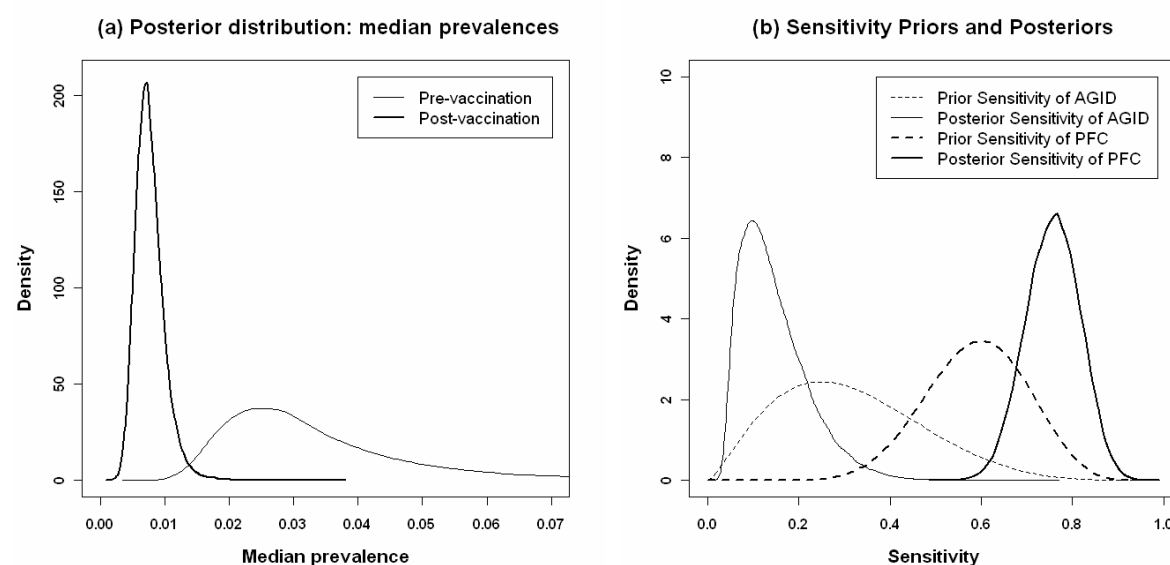 (a) Posterior distribution: median prevalences
Pre-vaccination
Post-vaccination
Density
0
50
100
150
200
0.00 0.01 0.02 0.03 0.04 0.05 0.06 0.07
Median prevalence
(b) Sensitivity Priors and Posteriors
Prior Sensitivity of AGID
Posterior Sensitivity of AGID
Prior Sensitivity of PFC
Posterior Sensitivity of PFC
Density
0
2
4
6
8
10
0.0 0.2 0.4 0.6 0.8 1.0
Sensitivity